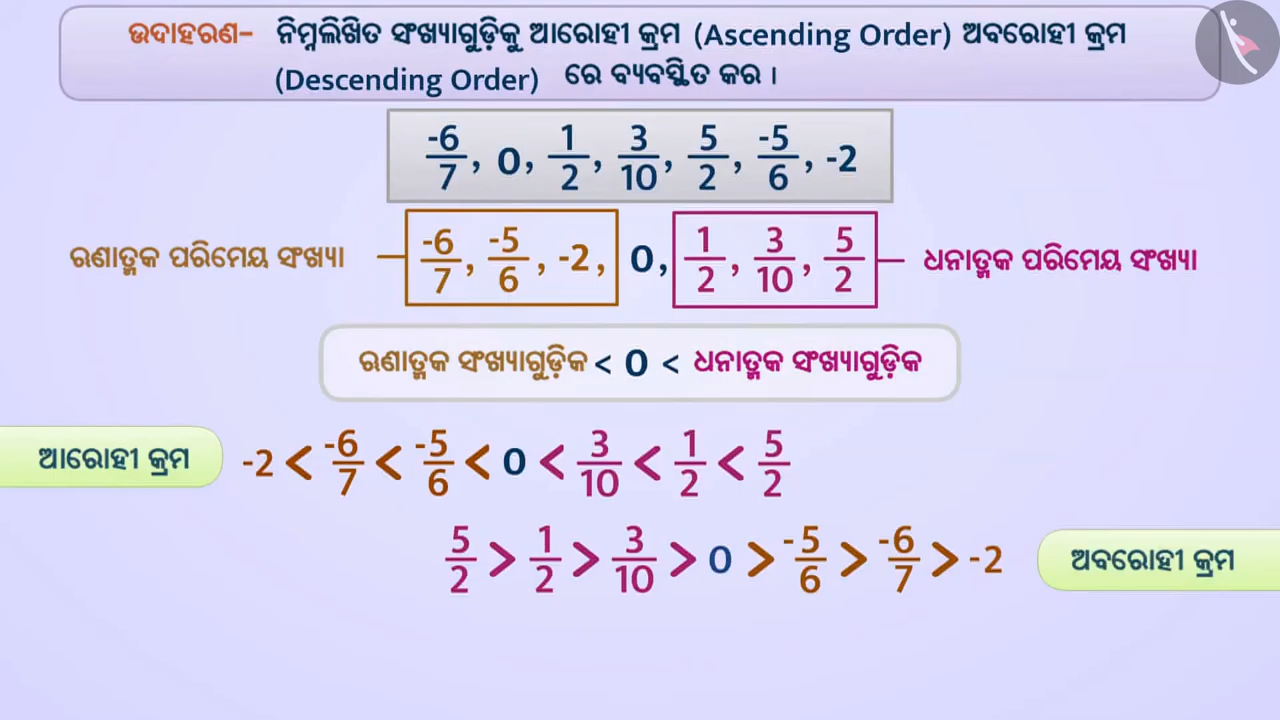 ଉଦାହରଣ– ନିମ୍ନଲିଖିତ ସଂଖ୍ୟାଗୁଡ଼ିକୁ ଆରୋହୀ କ୍ରମ (Ascending Order) ଅବରୋହୀ କ୍ରମ
(Descending Order) ରେ ବ୍ୟବସ୍ଥିତ କର ।
-6/7, 0, 1/2, 3/10, 5/2, -5/6, -2
ଋଣାତ୍ମକ ପରିମେୟ ସଂଖ୍ୟା -6/7, -5/6, -2, 0, 1/2, 3/10, 5/2 ଧନାତ୍ମକ ପରିମେୟ ସଂଖ୍ୟା
ଋଣାତ୍ମକ ସଂଖ୍ୟାଗୁଡ଼ିକ < 0 < ଧନାତ୍ମକ ସଂଖ୍ୟାଗୁଡ଼ିକ
ଆରୋହୀ କ୍ରମ -2 < -6/7 < -5/6 < 0 < 3/10 < 1/2 < 5/2
5/2 > 1/2 > 3/10 > 0 > -5/6 > -6/7 > -2 ଅବରୋହୀ କ୍ରମ